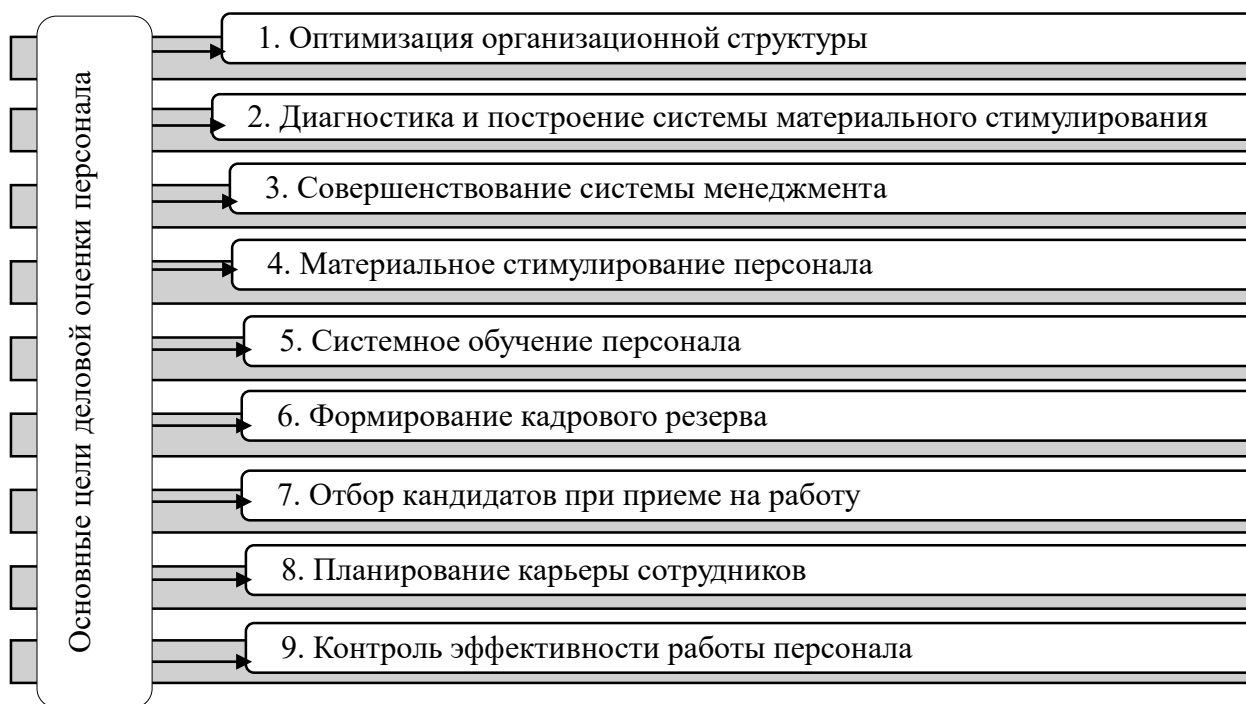 Основные цели деловой оценки персонала
1. Оптимизация организационной структуры
2. Диагностика и построение системы материального стимулирования
3. Совершенствование системы менеджмента
4. Материальное стимулирование персонала
5. Системное обучение персонала
6. Формирование кадрового резерва
7. Отбор кандидатов при приеме на работу
8. Планирование карьеры сотрудников
9. Контроль эффективности работы персонала